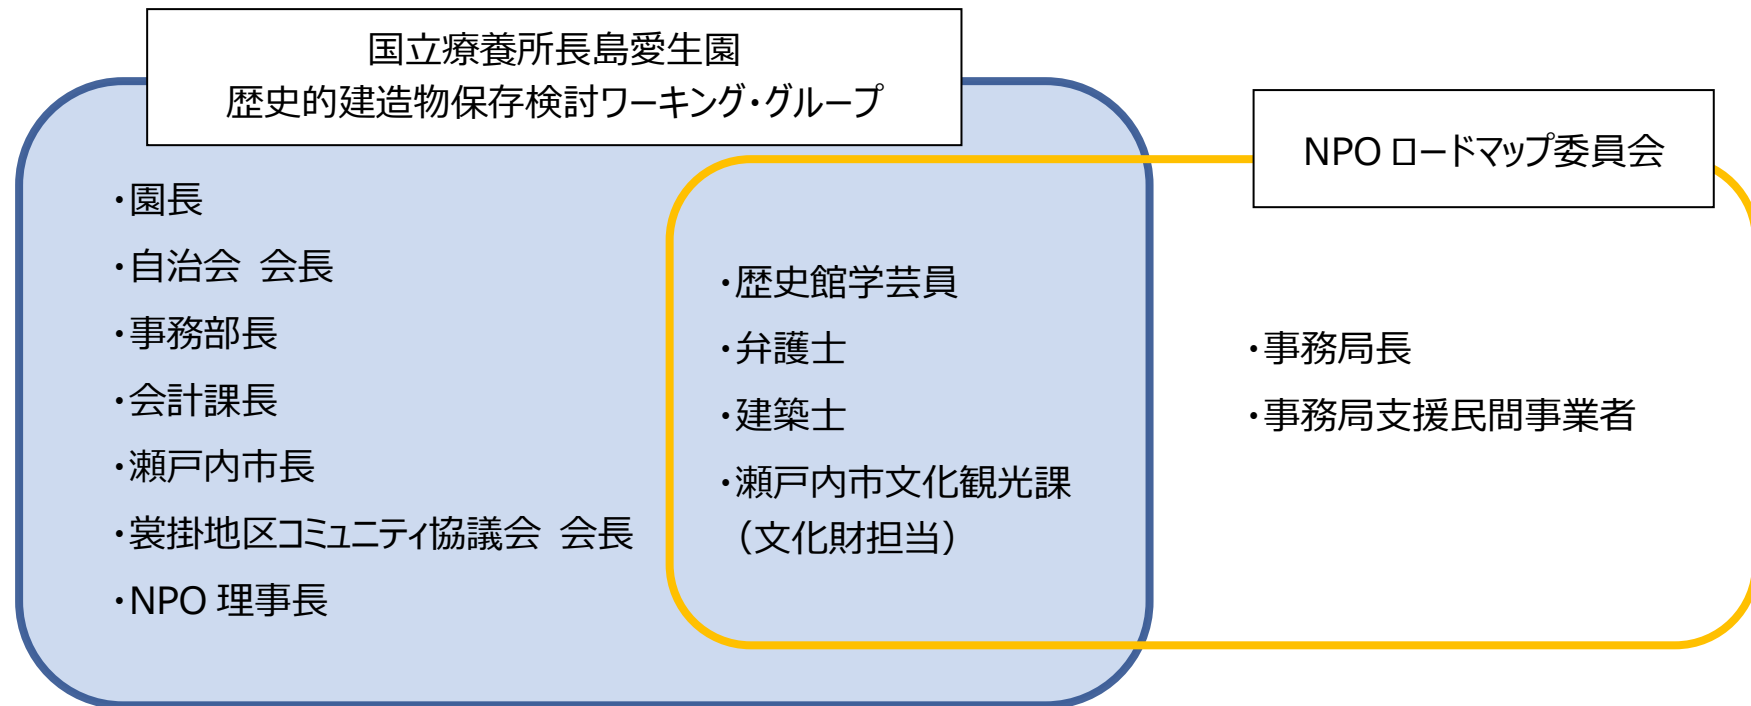 国立療養所長島愛生園
歴史的建造物保存検討ワーキング・グループ
NPO ロードマップ委員会
・園長
・自治会 会長
・事務部長
・会計課長
・瀬戸内市長
・裳掛地区コミュニティ協議会 会長
・NPO 理事長
・歴史館学芸員
・弁護士
・建築士
・瀬戸内市文化観光課
（文化財担当）
・事務局長
・事務局支援民間事業者